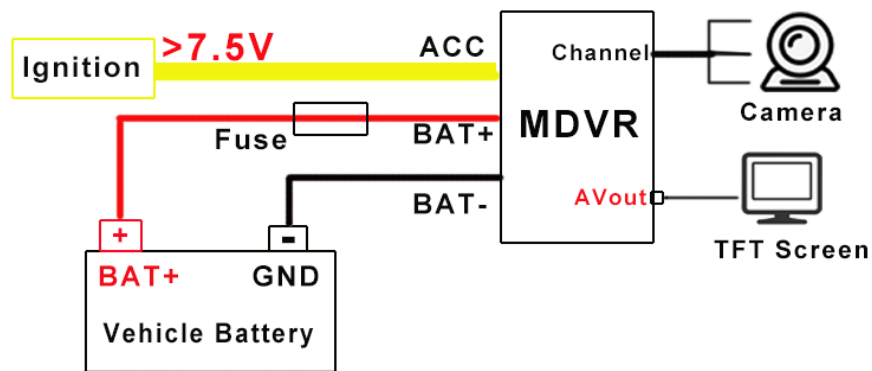 Ignition
>7.5V
ACC
Channel
Camera
Fuse
BAT+
MDVR
BAT-
AVout
TFT Screen
+
-
BAT+
GND
Vehicle Battery